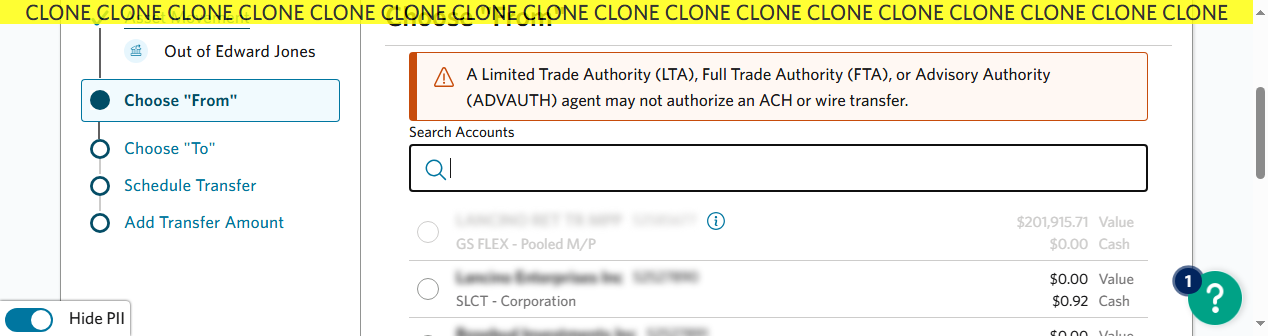 CLONE CLONE CLONE CLONE CLONE CLONE CLONE CLONE CLONE CLONE CLONE CLONE CLONE CLONE CLONE CLONE CLONE
Out of Edward Jones
Choose "From"
Choose "To"
Schedule Transfer
Add Transfer Amount
Hide PII
Choose "From"
A Limited Trade Authority (LTA), Full Trade Authority (FTA), or Advisory Authority
(ADVAUTH) agent may not authorize an ACH or wire transfer.
Search Accounts
$201,915.71 Value
GS FLEX - Pooled M/P
$0.00 Cash
$0.00 Value
SLCT - Corporation
$0.92 Cash
$0.00 Value
1
?